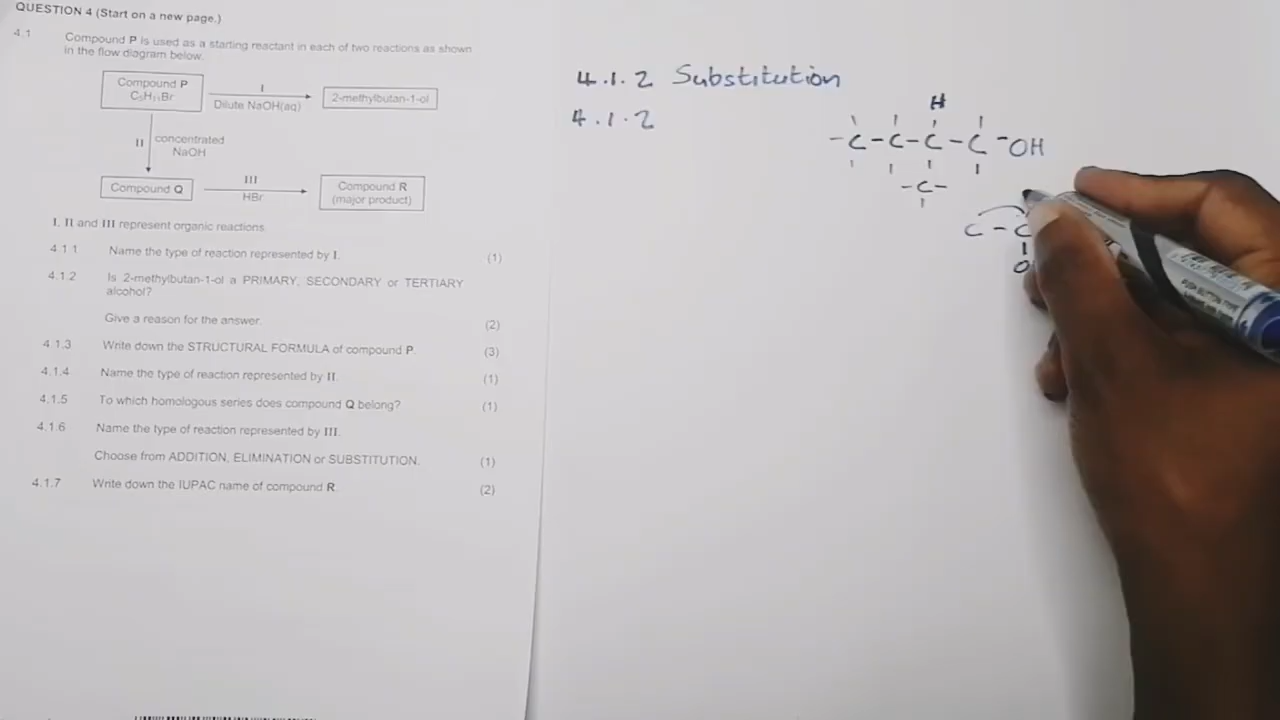 QUESTION 4 (Start on a new page.)
4.1 Compound P is used as a starting reactant in each of two reactions as shown
in the flow diagram below.
Compound P
C5H11Br
I
Dilute NaOH(aq)
2-methylbutan-1-ol
II
concentrated
NaOH
Compound Q
III
HBr
Compound R
(major product)
I, II and III represent organic reactions.
4.1.1 Name the type of reaction represented by I. (1)
4.1.2 Is 2-methylbutan-1-ol a PRIMARY, SECONDARY or TERTIARY
alcohol?
Give a reason for the answer. (2)
4.1.3 Write down the STRUCTURAL FORMULA of compound P. (3)
4.1.4 Name the type of reaction represented by II. (1)
4.1.5 To which homologous series does compound Q belong? (1)
4.1.6 Name the type of reaction represented by III.
Choose from ADDITION, ELIMINATION or SUBSTITUTION. (1)
4.1.7 Write down the IUPAC name of compound R. (2)
4.1.2 Substitution
4.1.2
H
-C-C-C-C-OH
-C-
C-C
O